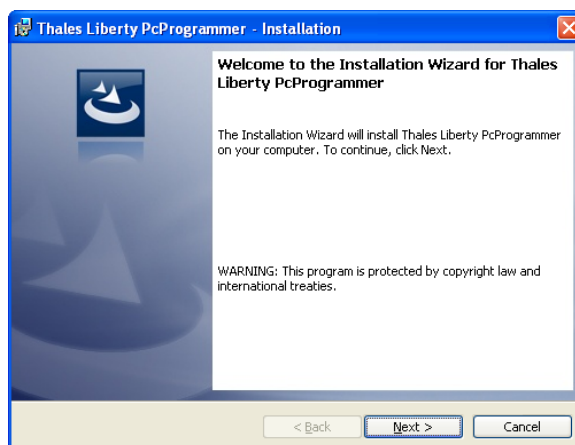 Thales Liberty PcProgrammer - Installation
Welcome to the Installation Wizard for Thales
Liberty PcProgrammer
The Installation Wizard will install Thales Liberty PcProgrammer
on your computer. To continue, click Next.
WARNING: This program is protected by copyright law and
international treaties.
< Back
Next >
Cancel